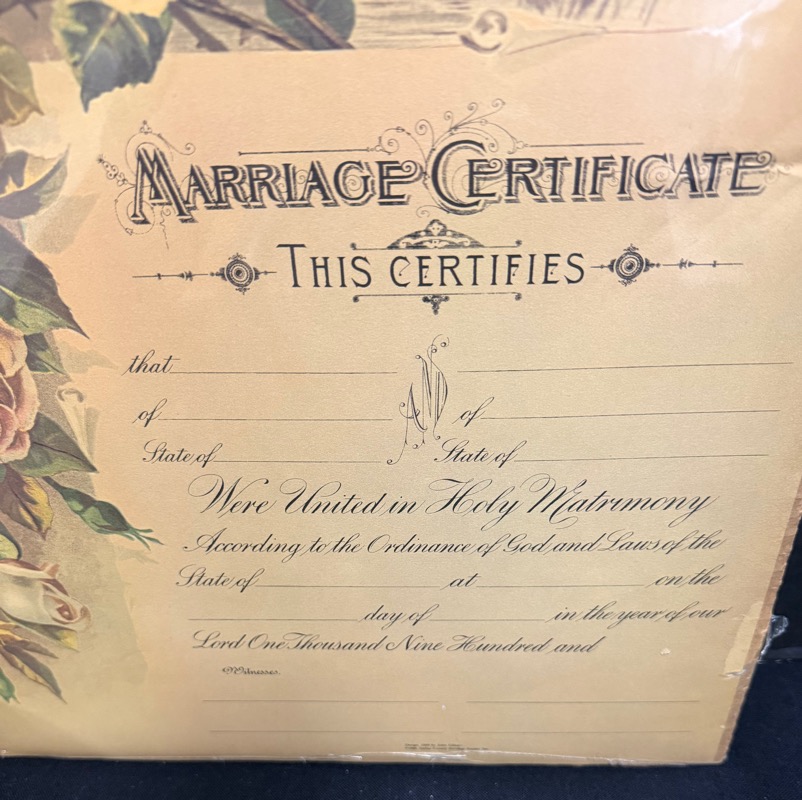 MARRIAGE CERTIFICATE
THIS CERTIFIES
that AND
of of
State of State of
Were United in Holy Matrimony
According to the Ordinance of God and Laws of the
State of at on the
day of in the year of our
Lord One Thousand Nine Hundred and
Witnesses.